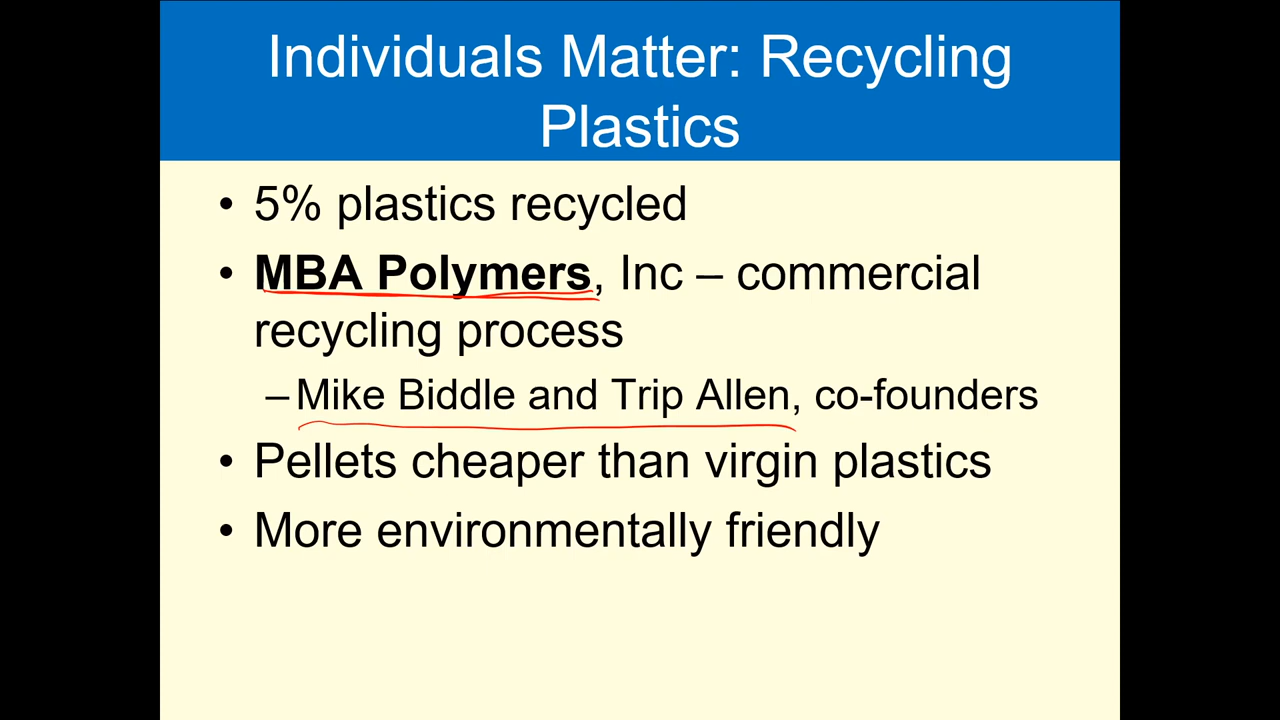 Individuals Matter: Recycling
Plastics
• 5% plastics recycled
• MBA Polymers, Inc – commercial
recycling process
–Mike Biddle and Trip Allen, co-founders
• Pellets cheaper than virgin plastics
• More environmentally friendly